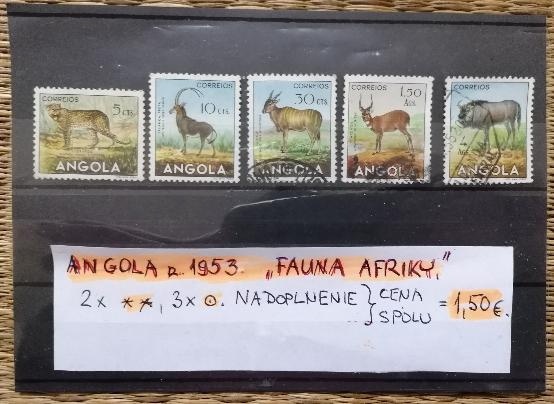 CORREIOS 5 CTS. ANGOLA
CORREIOS 10 CTS. ANGOLA
CORREIOS 30 CTS ANGOLA
CORREIOS 1.50 ANGOLA
CORREIOS ANGOLA
ANGOLA R. 1953. „FAUNA AFRIKY."
2x **, 3x ⊙. NA DOPLNENIE } CENA SPOLU = 1,50€.